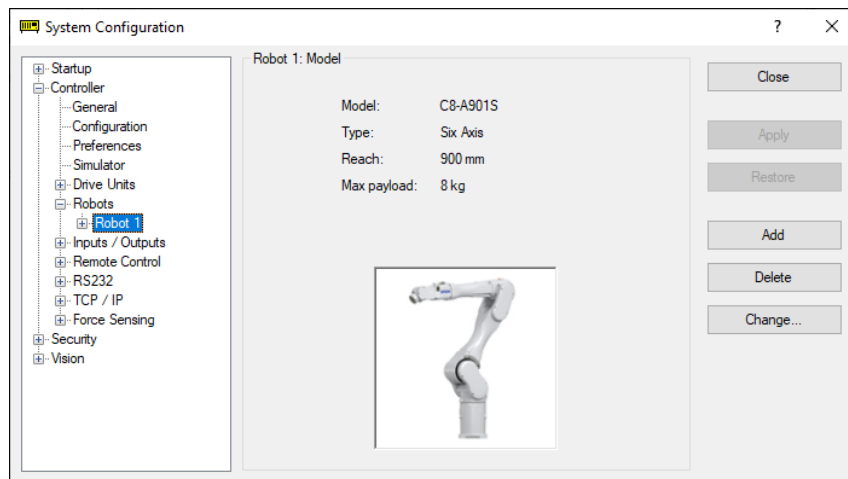 System Configuration
?
Startup
Controller
General
Configuration
Preferences
Simulator
Drive Units
Robots
Robot 1
Inputs / Outputs
Remote Control
RS232
TCP / IP
Force Sensing
Security
Vision
Robot 1: Model
Model: C8-A901S
Type: Six Axis
Reach: 900 mm
Max payload: 8 kg
Close
Apply
Restore
Add
Delete
Change...